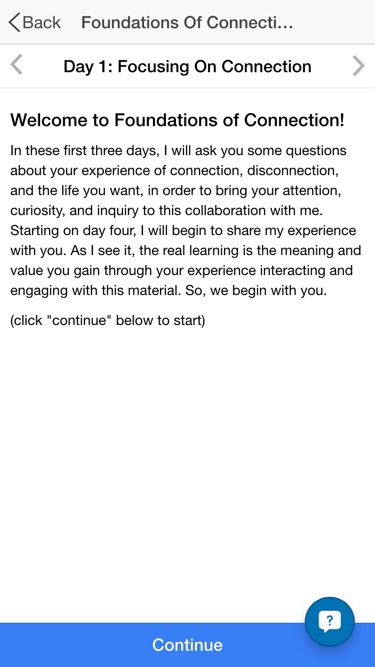 Back
Foundations Of Connecti...
Day 1: Focusing On Connection
Welcome to Foundations of Connection!
In these first three days, I will ask you some questions
about your experience of connection, disconnection,
and the life you want, in order to bring your attention,
curiosity, and inquiry to this collaboration with me.
Starting on day four, I will begin to share my experience
with you. As I see it, the real learning is the meaning and
value you gain through your experience interacting and
engaging with this material. So, we begin with you.
(click "continue" below to start)
?
Continue